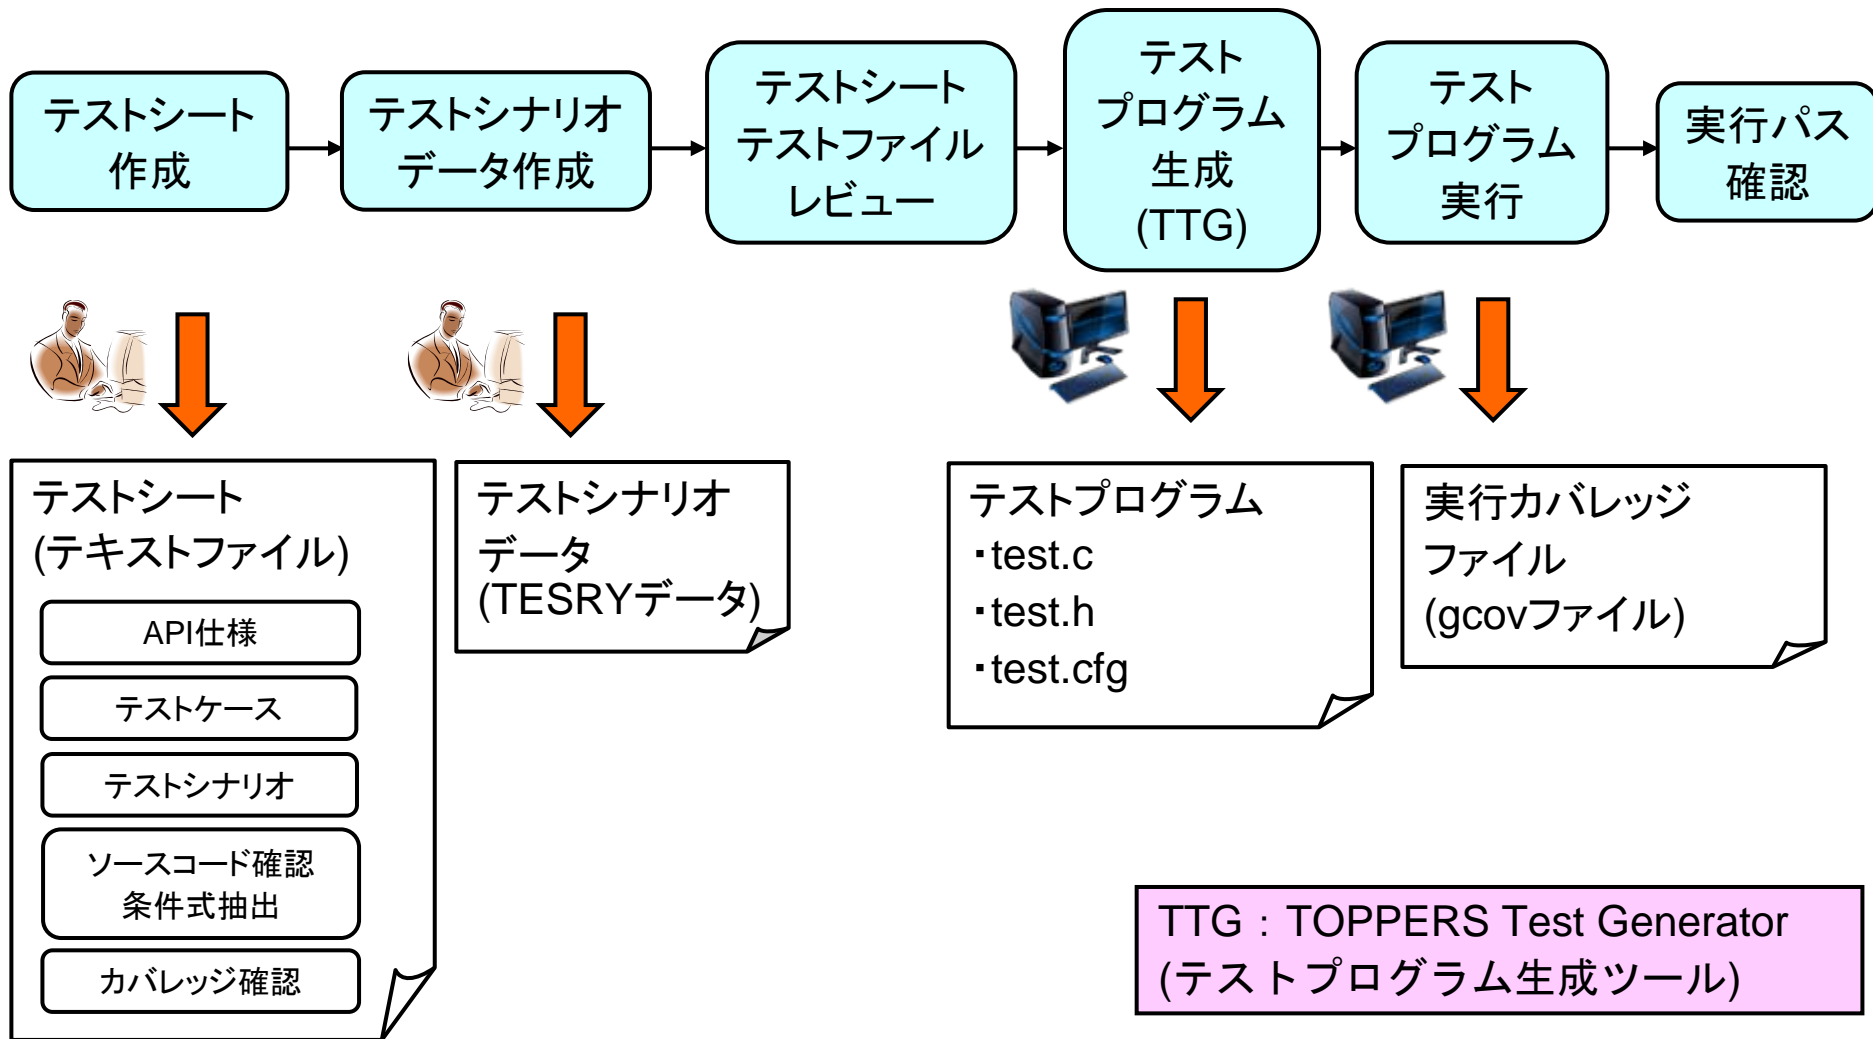 テストシート
作成
テストシナリオ
データ作成
テストシート
テストファイル
レビュー
テスト
プログラム
生成
(TTG)
テスト
プログラム
実行
実行パス
確認
テストシート
(テキストファイル)
API仕様
テストケース
テストシナリオ
ソースコード確認
条件式抽出
カバレッジ確認
テストシナリオ
データ
(TESRYデータ)
テストプログラム
・test.c
・test.h
・test.cfg
実行カバレッジ
ファイル
(gcovファイル)
TTG：TOPPERS Test Generator
(テストプログラム生成ツール)